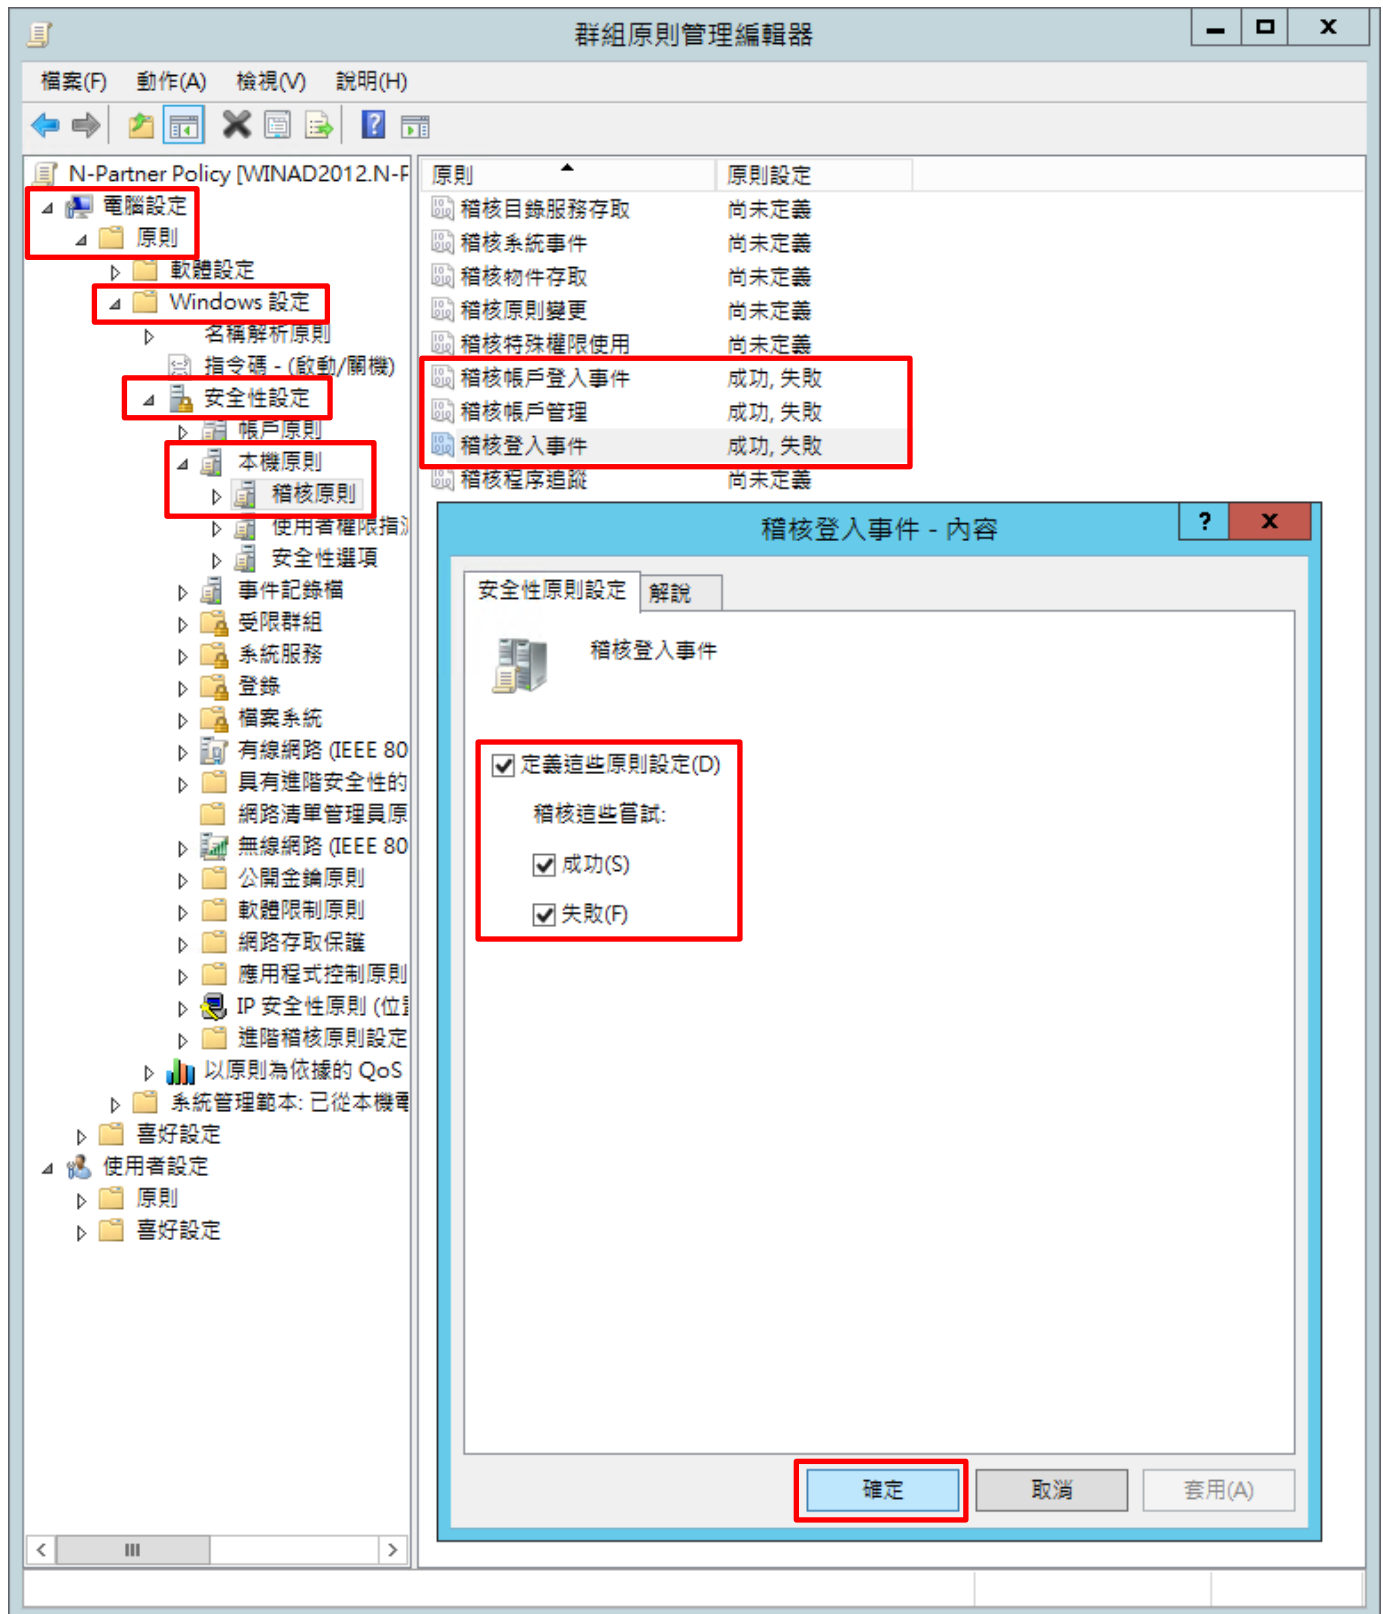 群組原則管理編輯器
檔案(F) 動作(A) 檢視(V) 說明(H)
N-Partner Policy [WINAD2012.N-P
電腦設定
原則
軟體設定
Windows 設定
名稱解析原則
指令碼 - (啟動/關機)
安全性設定
帳戶原則
本機原則
稽核原則
使用者權限指派
安全性選項
事件記錄檔
受限群組
系統服務
登錄
檔案系統
有線網路 (IEEE 80
具有進階安全性的
網路清單管理員原
無線網路 (IEEE 80
公開金鑰原則
軟體限制原則
網路存取保護
應用程式控制原則
IP 安全性原則 (位置
進階稽核原則設定
以原則為依據的 QoS
系統管理範本: 已從本機電
喜好設定
使用者設定
原則
喜好設定
原則 原則設定
稽核目錄服務存取 尚未定義
稽核系統事件 尚未定義
稽核物件存取 尚未定義
稽核原則變更 尚未定義
稽核特殊權限使用 尚未定義
稽核帳戶登入事件 成功, 失敗
稽核帳戶管理 成功, 失敗
稽核登入事件 成功, 失敗
稽核程序追蹤 尚未定義
稽核登入事件 - 內容
安全性原則設定 解說
稽核登入事件
定義這些原則設定(D)
稽核這些嘗試:
成功(S)
失敗(F)
確定 取消 套用(A)